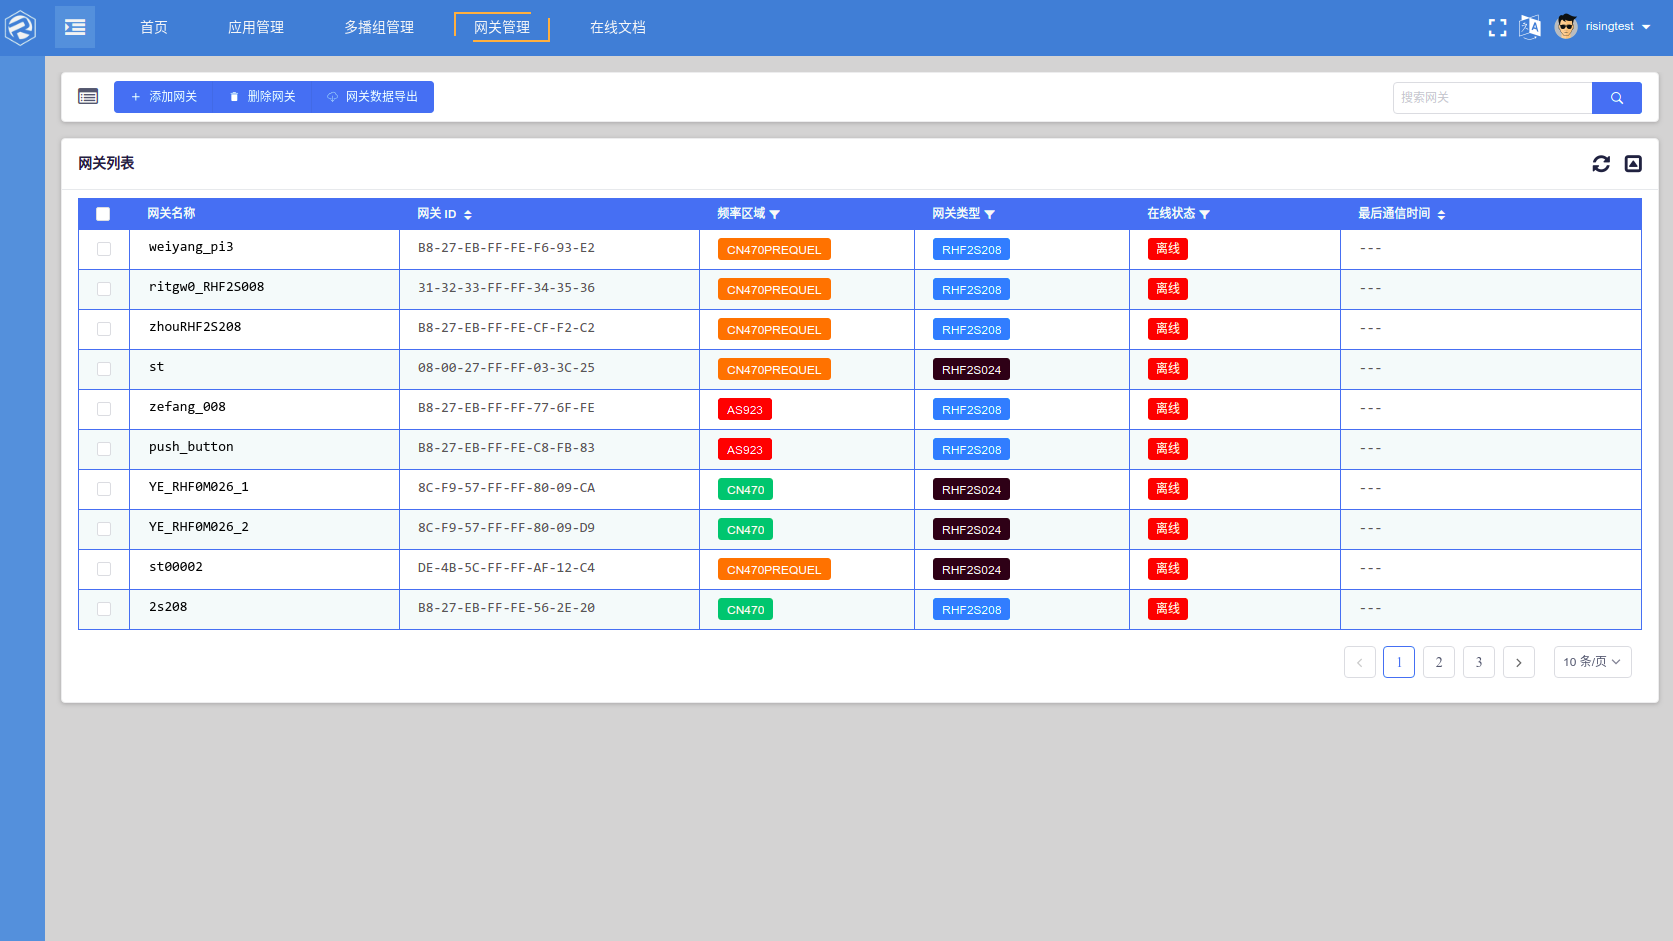 首页 应用管理 多播组管理 网关管理 在线文档 risingtest
添加网关 删除网关 网关数据导出 搜索网关
网关列表
网关名称 网关 ID 频率区域 网关类型 在线状态 最后通信时间
weiyang_pi3 B8-27-EB-FF-FE-F6-93-E2 CN470PREQUEL RHF2S208 离线 ---
ritgw0_RHF2S008 31-32-33-FF-FF-34-35-36 CN470PREQUEL RHF2S208 离线 ---
zhouRHF2S208 B8-27-EB-FF-FE-CF-F2-C2 CN470PREQUEL RHF2S208 离线 ---
st 08-00-27-FF-FF-03-3C-25 CN470PREQUEL RHF2S024 离线 ---
zefang_008 B8-27-EB-FF-FF-77-6F-FE AS923 RHF2S208 离线 ---
push_button B8-27-EB-FF-FE-C8-FB-83 AS923 RHF2S208 离线 ---
YE_RHF0M026_1 8C-F9-57-FF-FF-80-09-CA CN470 RHF2S024 离线 ---
YE_RHF0M026_2 8C-F9-57-FF-FF-80-09-D9 CN470 RHF2S024 离线 ---
st00002 DE-4B-5C-FF-FF-AF-12-C4 CN470PREQUEL RHF2S024 离线 ---
2s208 B8-27-EB-FF-FE-56-2E-20 CN470 RHF2S208 离线 ---
1 2 3 10 条/页